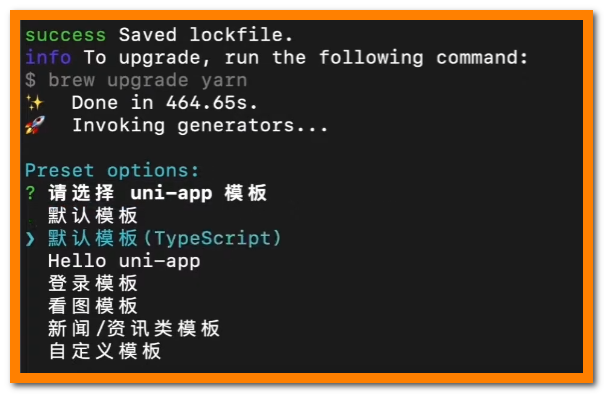 success Saved lockfile.
info To upgrade, run the following command:
$ brew upgrade yarn
✨  Done in 464.65s.
🚀  Invoking generators...
Preset options:
? 请选择 uni-app 模板
默认模板
❯ 默认模板(TypeScript)
Hello uni-app
登录模板
看图模板
新闻/资讯类模板
自定义模板